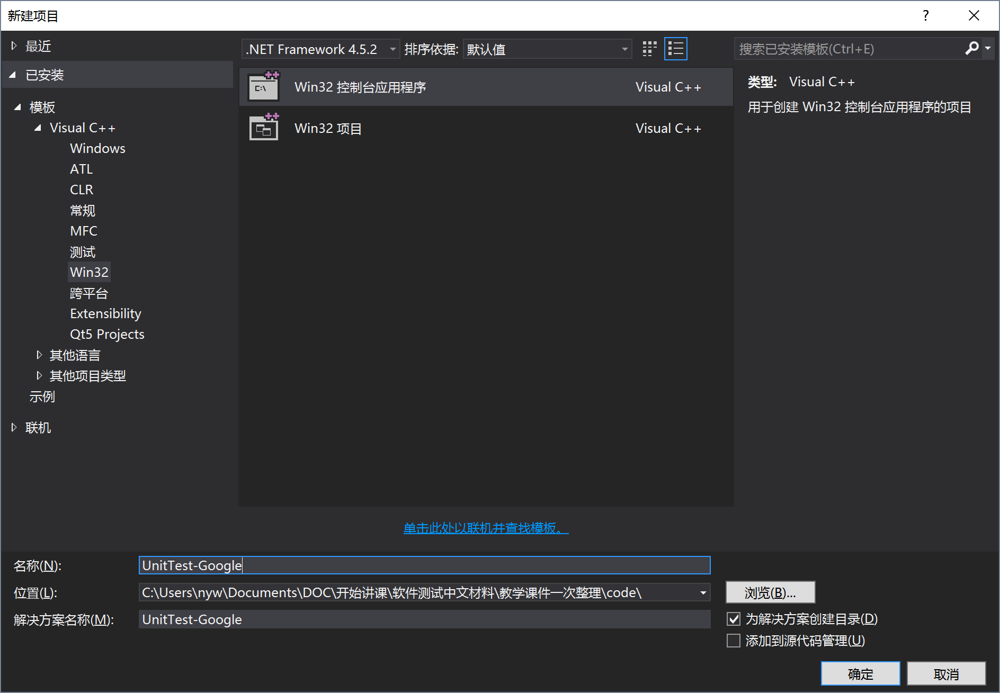 新建项目
?
最近
已安装
模板
Visual C++
Windows
ATL
CLR
常规
MFC
测试
Win32
跨平台
Extensibility
Qt5 Projects
其他语言
其他项目类型
示例
联机
.NET Framework 4.5.2
排序依据:
默认值
搜索已安装模板(Ctrl+E)
C:\
Win32 控制台应用程序
Visual C++
Win32 项目
Visual C++
类型: Visual C++
用于创建 Win32 控制台应用程序的项目
单击此处以联机并查找模板。
名称(N):
UnitTest-Google
位置(L):
C:\Users\nyw\Documents\DOC\开始讲课\软件测试中文材料\教学课件一次整理\code\
浏览(B)...
解决方案名称(M):
UnitTest-Google
为解决方案创建目录(D)
添加到源代码管理(U)
确定
取消